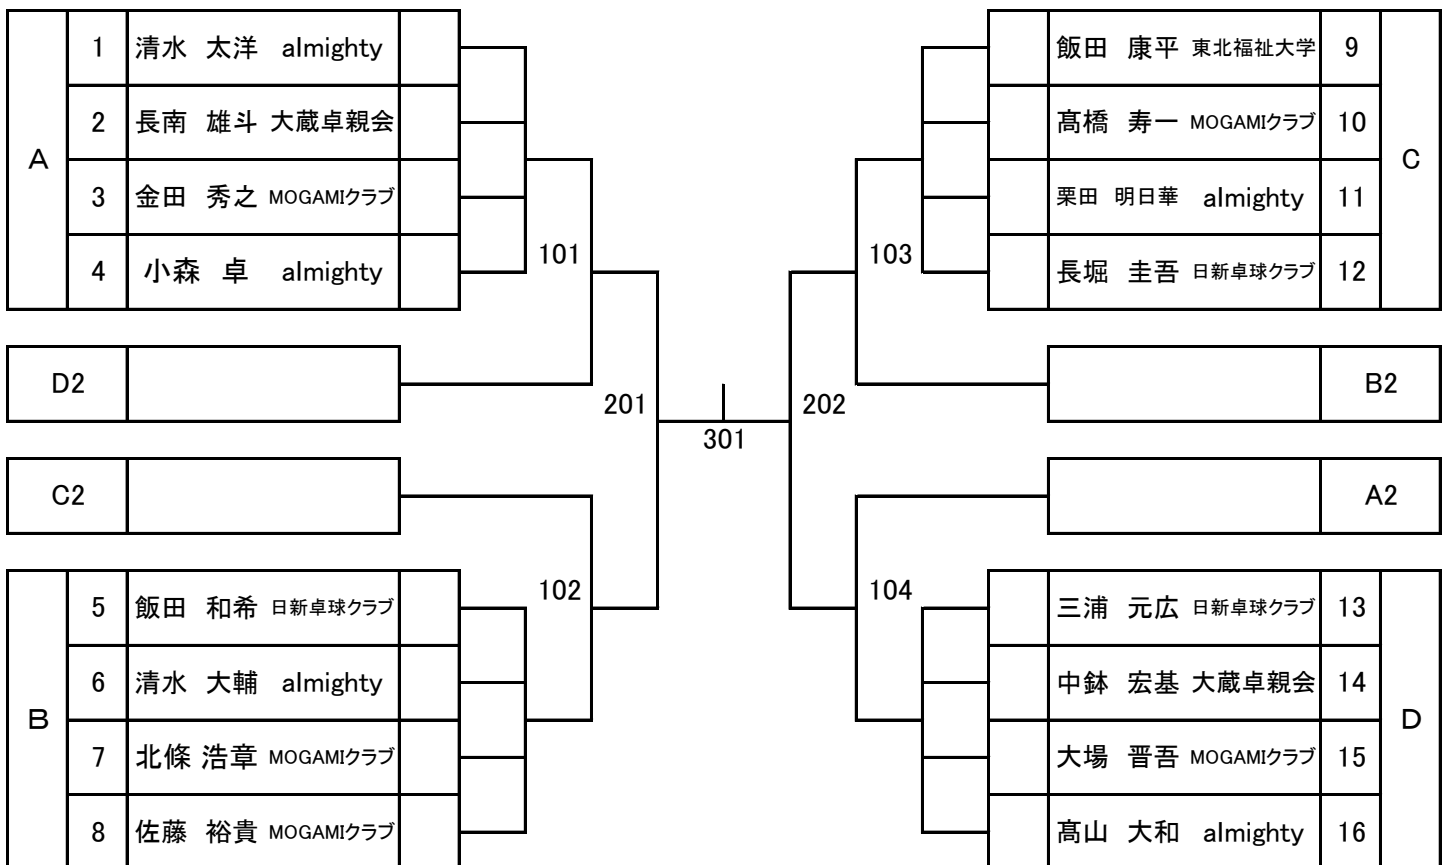 A
1 清水 太洋 almighty
2 長南 雄斗 大蔵卓親会
3 金田 秀之 MOGAMIクラブ
4 小森 卓 almighty
D2
C2
B
5 飯田 和希 日新卓球クラブ
6 清水 大輔 almighty
7 北條 浩章 MOGAMIクラブ
8 佐藤 裕貴 MOGAMIクラブ
101
102
201
301
202
103
104
飯田 康平 東北福祉大学 9
髙橋 寿一 MOGAMIクラブ 10
栗田 明日華 almighty 11
長堀 圭吾 日新卓球クラブ 12
C
B2
A2
三浦 元広 日新卓球クラブ 13
中鉢 宏基 大蔵卓親会 14
大場 晋吾 MOGAMIクラブ 15
髙山 大和 almighty 16
D